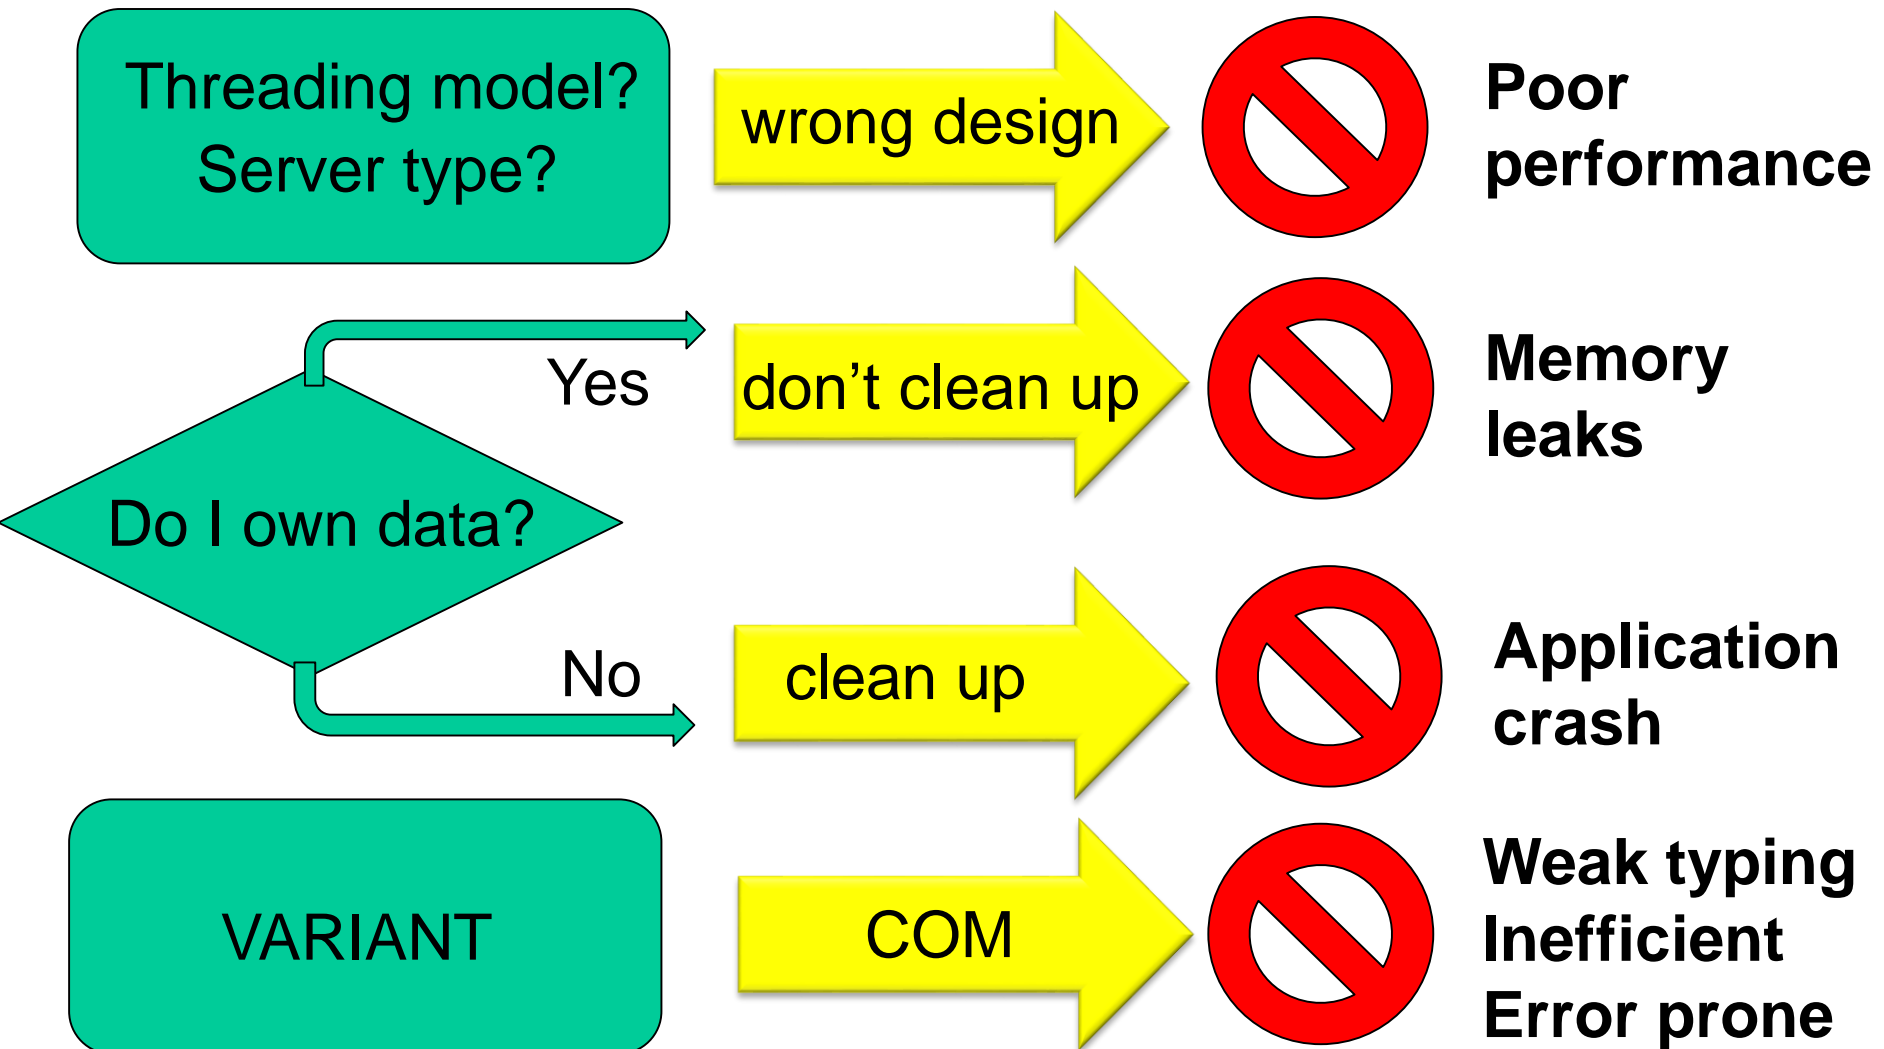 Threading model?
Server type?
wrong design
Poor
performance
Yes
don’t clean up
Memory
leaks
Do I own data?
No
clean up
Application
crash
VARIANT
COM
Weak typing
Inefficient
Error prone